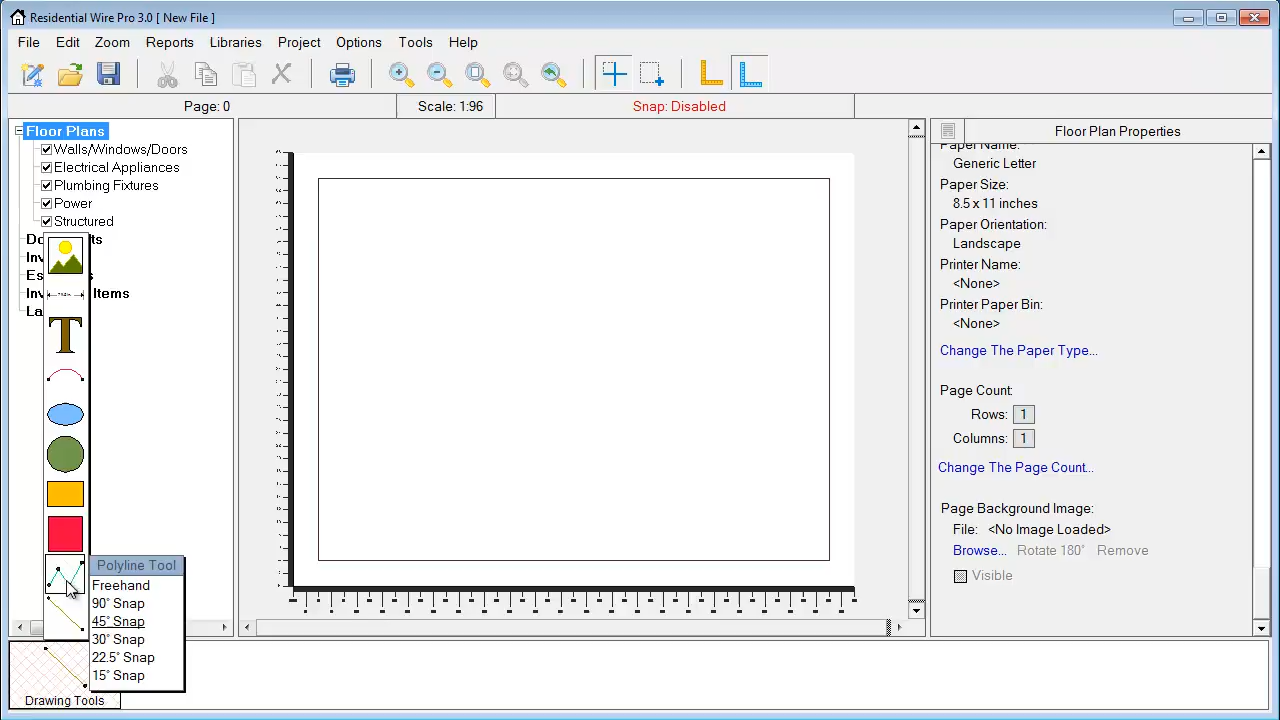 Residential Wire Pro 3.0 [ New File ]
File Edit Zoom Reports Libraries Project Options Tools Help
Page: 0 Scale: 1:96 Snap: Disabled
Floor Plans
Walls/Windows/Doors
Electrical Appliances
Plumbing Fixtures
Power
Structured
Items
T
Polyline Tool
Freehand
90° Snap
45° Snap
30° Snap
22.5° Snap
15° Snap
Drawing Tools
Floor Plan Properties
Paper Name:
Generic Letter
Paper Size:
8.5 x 11 inches
Paper Orientation:
Landscape
Printer Name:
<None>
Printer Paper Bin:
<None>
Change The Paper Type...
Page Count:
Rows: 1
Columns: 1
Change The Page Count...
Page Background Image:
File: <No Image Loaded>
Browse... Rotate 180° Remove
Visible